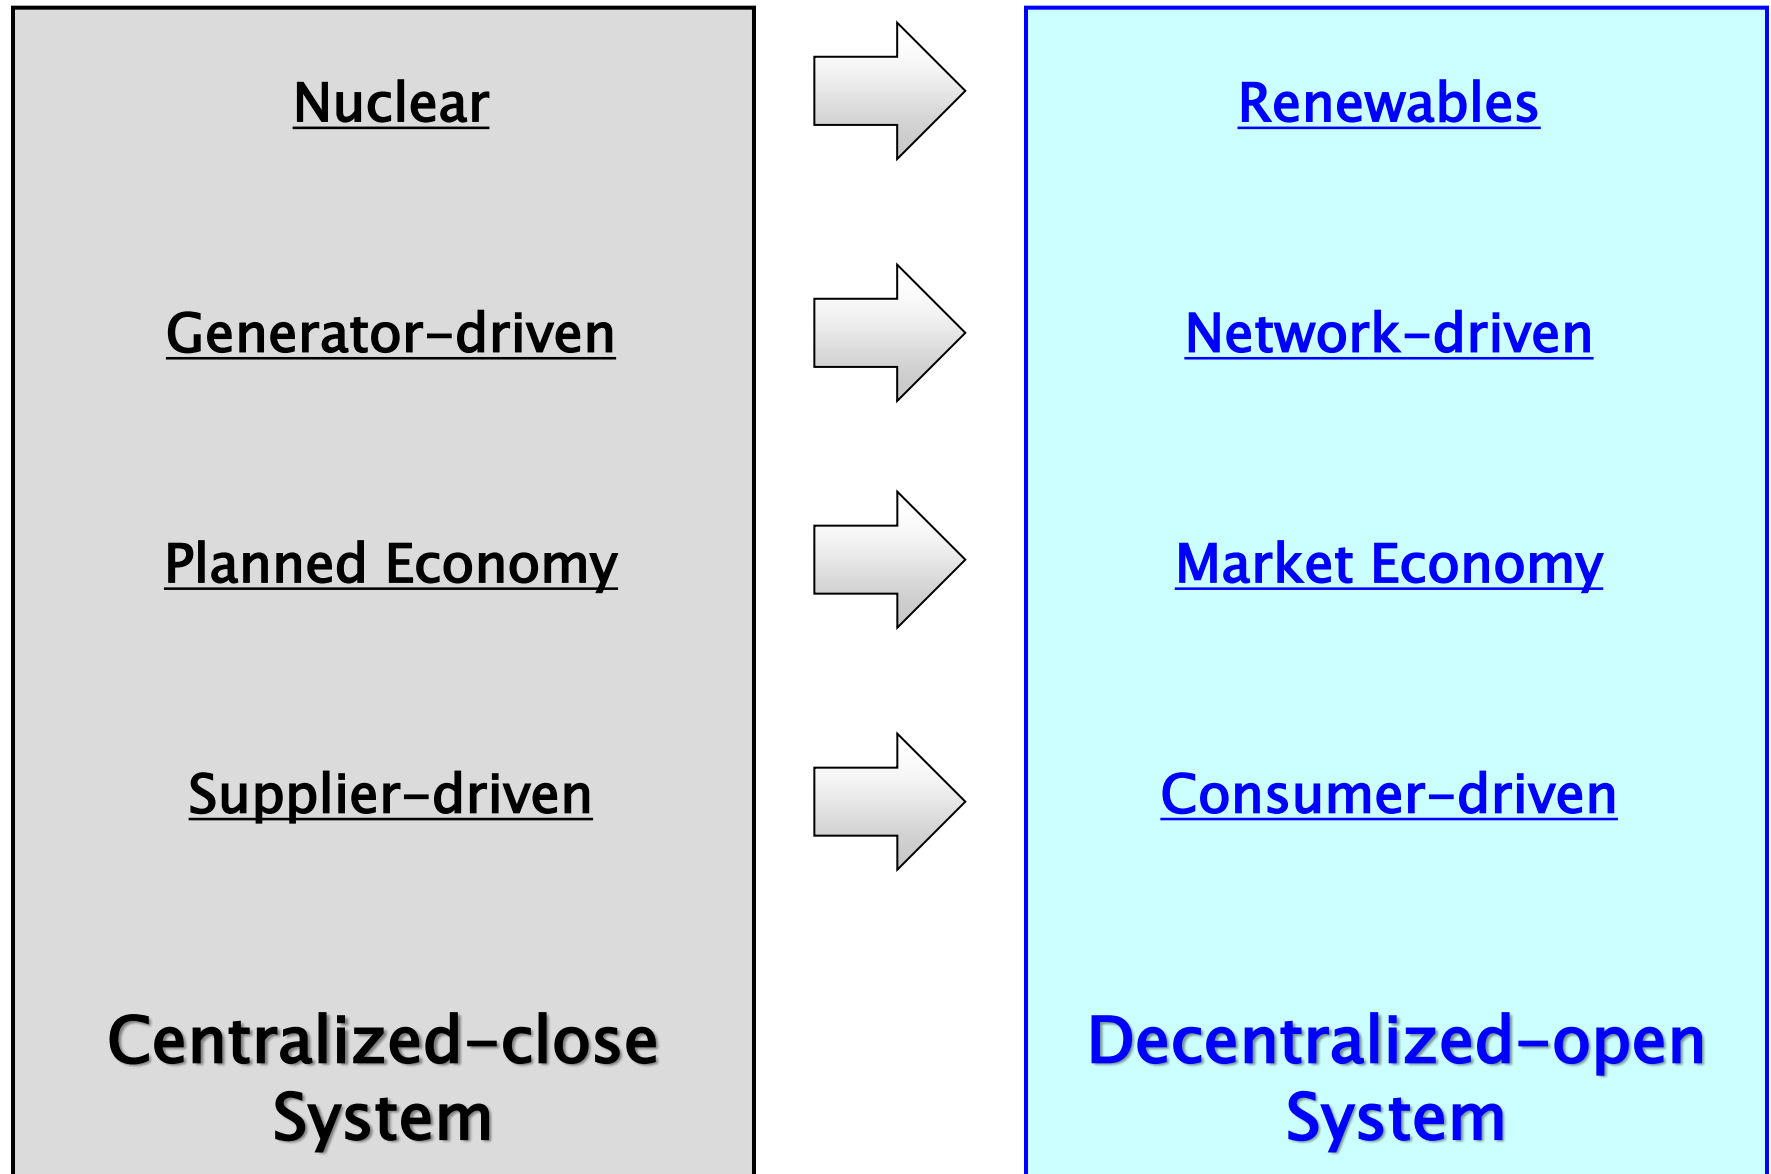 Nuclear
Renewables
Generator-driven
Network-driven
Planned Economy
Market Economy
Supplier-driven
Consumer-driven
Centralized-close
System
Decentralized-open
System